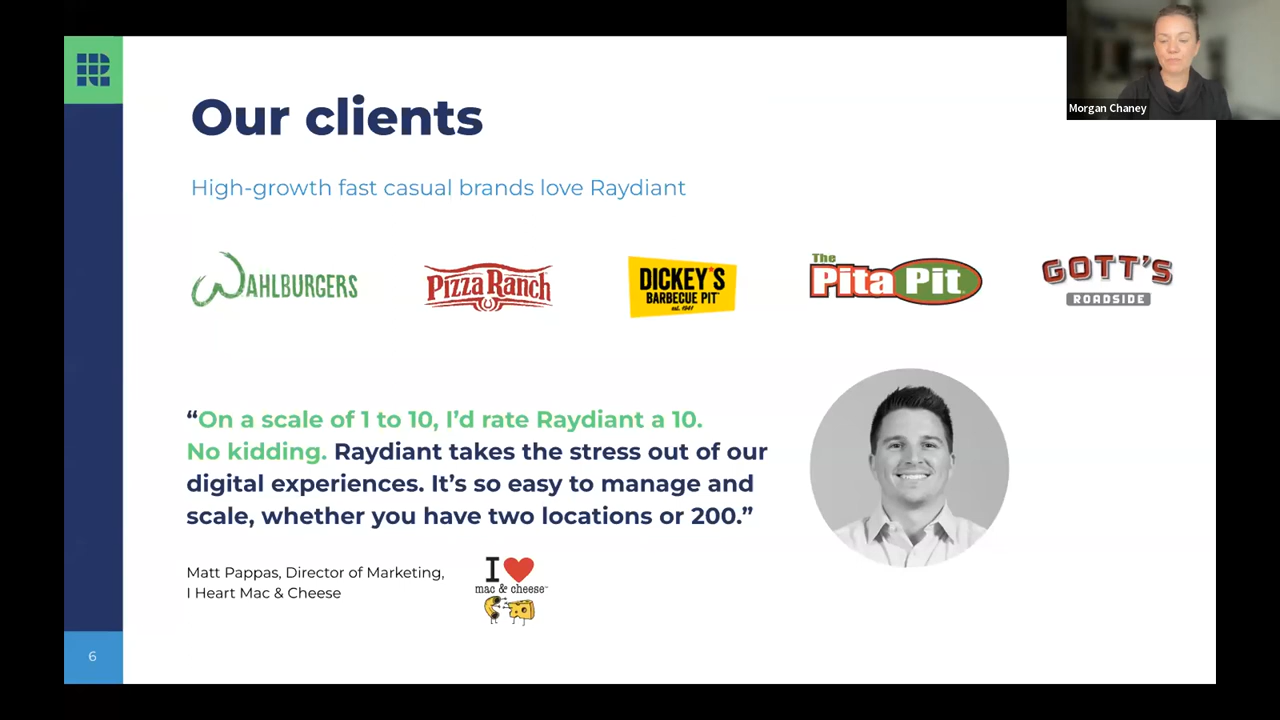 Morgan Chaney
Our clients
High-growth fast casual brands love Raydiant
WAHLBURGERS
Pizza Ranch
DICKEY'S
BARBECUE PIT
est. 1941
The
Pita Pit
GOTT'S
ROADSIDE
“On a scale of 1 to 10, I’d rate Raydiant a 10.
No kidding. Raydiant takes the stress out of our
digital experiences. It’s so easy to manage and
scale, whether you have two locations or 200.”
Matt Pappas, Director of Marketing,
I Heart Mac & Cheese
I
mac & cheese™
6